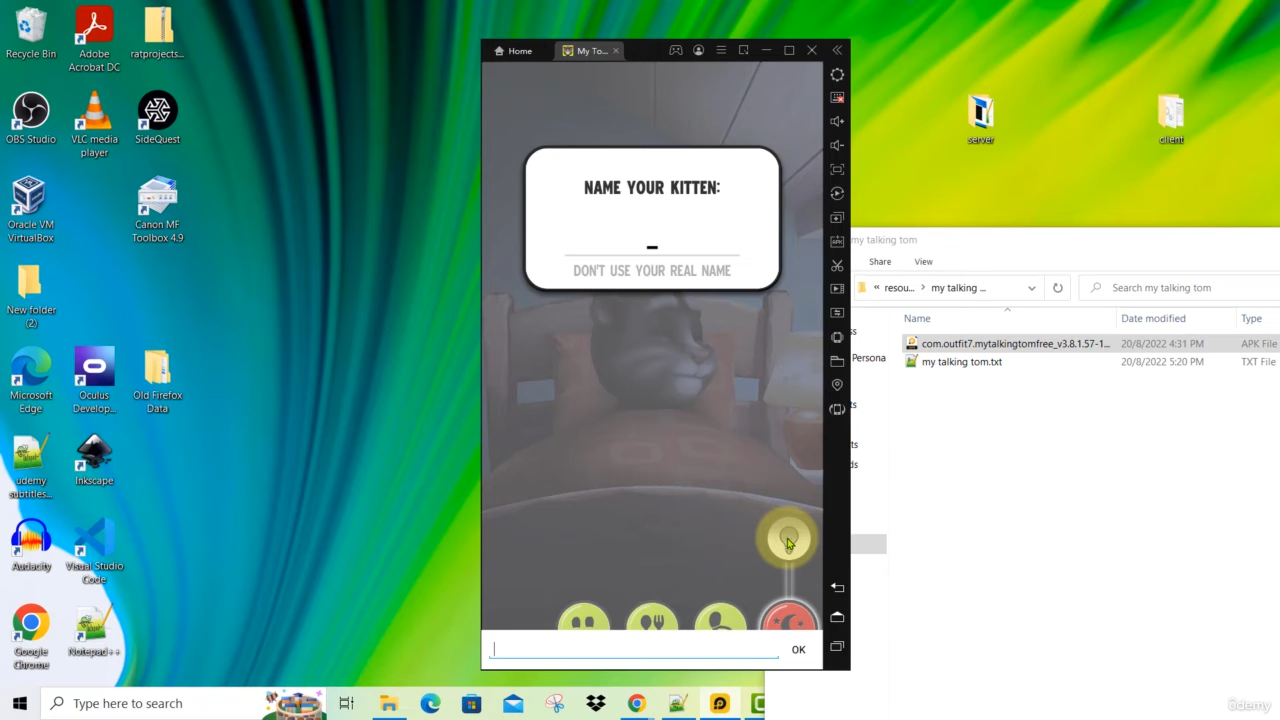 Recycle Bin
Adobe
Acrobat DC
ratprojects...
OBS Studio
VLC media
player
SideQuest
Oracle VM
VirtualBox
Canon MF
Toolbox 4.9
New folder
(2)
Microsoft
Edge
Oculus
Develop...
Old Firefox
Data
udemy
subtitles...
Inkscape
Audacity
Visual Studio
Code
Google
Chrome
Notepad++
Home
My To...
NAME YOUR KITTEN:
DON'T USE YOUR REAL NAME
APK
OK
server
client
my talking tom
Share
View
« resou... › my talking ...
Search my talking tom
Name
Date modified
Type
com.outfit7.mytalkingtomfree_v3.8.1.57-1...
20/8/2022 4:31 PM
APK File
my talking tom.txt
20/8/2022 5:20 PM
TXT File
Persona
Type here to search
ûdemy